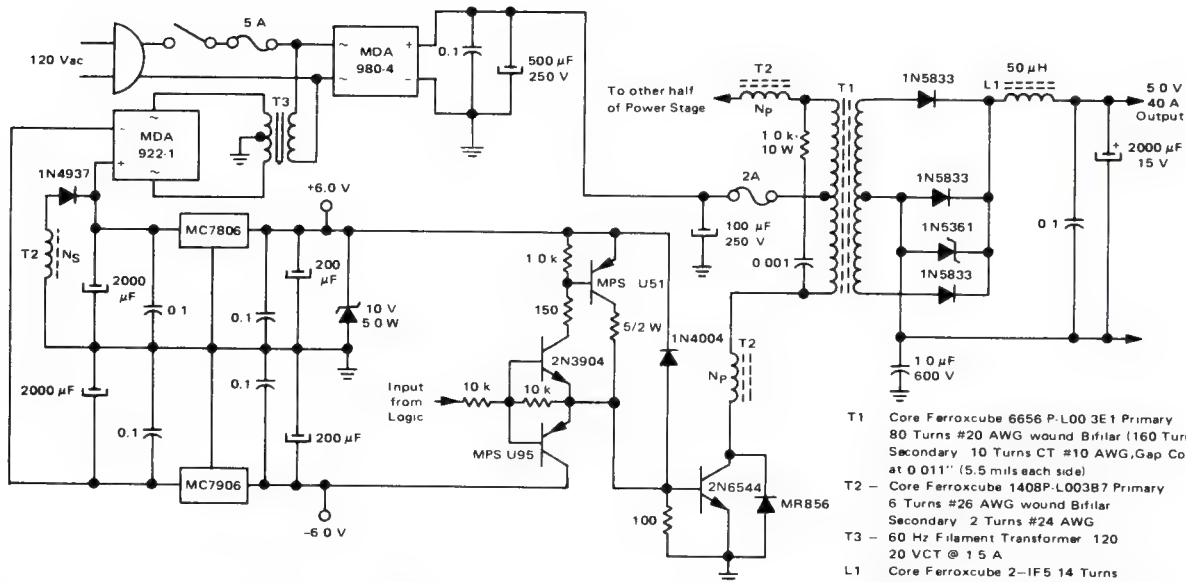 5 A
120 Vac
MDA
980-4
~
~
+
−
0.1
500 µF
250 V
T3
MDA
922-1
~
~
-
+
1N4937
T2
NS
2000
µF
0 1
2000 µF
0.1
MC7806
MC7906
0.1
0.1
200
µF
200 µF
+6.0 V
–6 0 V
10 V
5 0 W
Input
from
Logic
10 k
10 k
1 0 k
150
MPS U51
5/2 W
2N3904
MPS U95
1N4004
100
2N6544
MR856
T2
NP
To other half
of Power Stage
T2
NP
1 0 k
10 W
2A
100 µF
250 V
0 001
T1
1N5833
1N5833
1N5361
1N5833
50 µH
L1
5 0 V
40 A
Output
+
2000 µF
15 V
0 1
1 0 µF
600 V
T1 Core Ferroxcube 6656 P-L00 3E1 Primary
80 Turns #20 AWG wound Bifilar (160 Tur
Secondary 10 Turns CT #10 AWG, Gap Co
at 0 011" (5.5 mils each side)
T2 – Core Ferroxcube 1408P-L003B7 Primary
6 Turns #26 AWG wound Bifilar
Secondary 2 Turns #24 AWG
T3 – 60 Hz Filament Transformer 120
20 VCT @ 1 5 A
L1 Core Ferroxcube 2–IF5 14 Turns